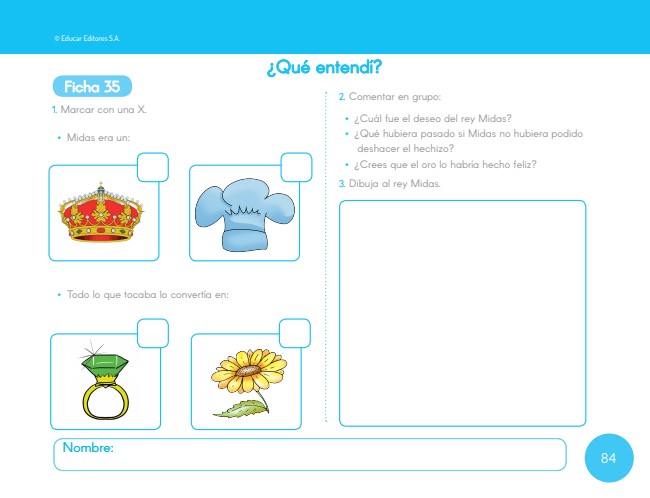 © Educar Editores S.A.
¿Qué entendí?
Ficha 35
1. Marcar con una X.
• Midas era un:
• Todo lo que tocaba lo convertía en:
2. Comentar en grupo:
• ¿Cuál fue el deseo del rey Midas?
• ¿Qué hubiera pasado si Midas no hubiera podido
deshacer el hechizo?
• ¿Crees que el oro lo habría hecho feliz?
3. Dibuja al rey Midas.
Nombre:
84